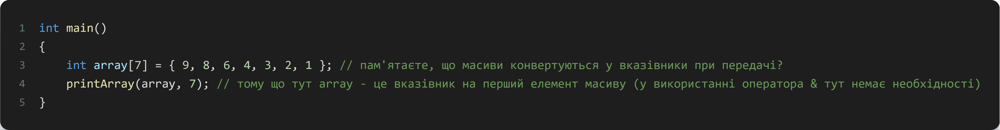 1 int main()
2 {
3     int array[7] = { 9, 8, 6, 4, 3, 2, 1 }; // пам'ятаєте, що масиви конвертуються у вказівники при передачі?
4     printArray(array, 7); // тому що тут array - це вказівник на перший елемент масиву (у використанні оператора & тут немає необхідності)
5 }